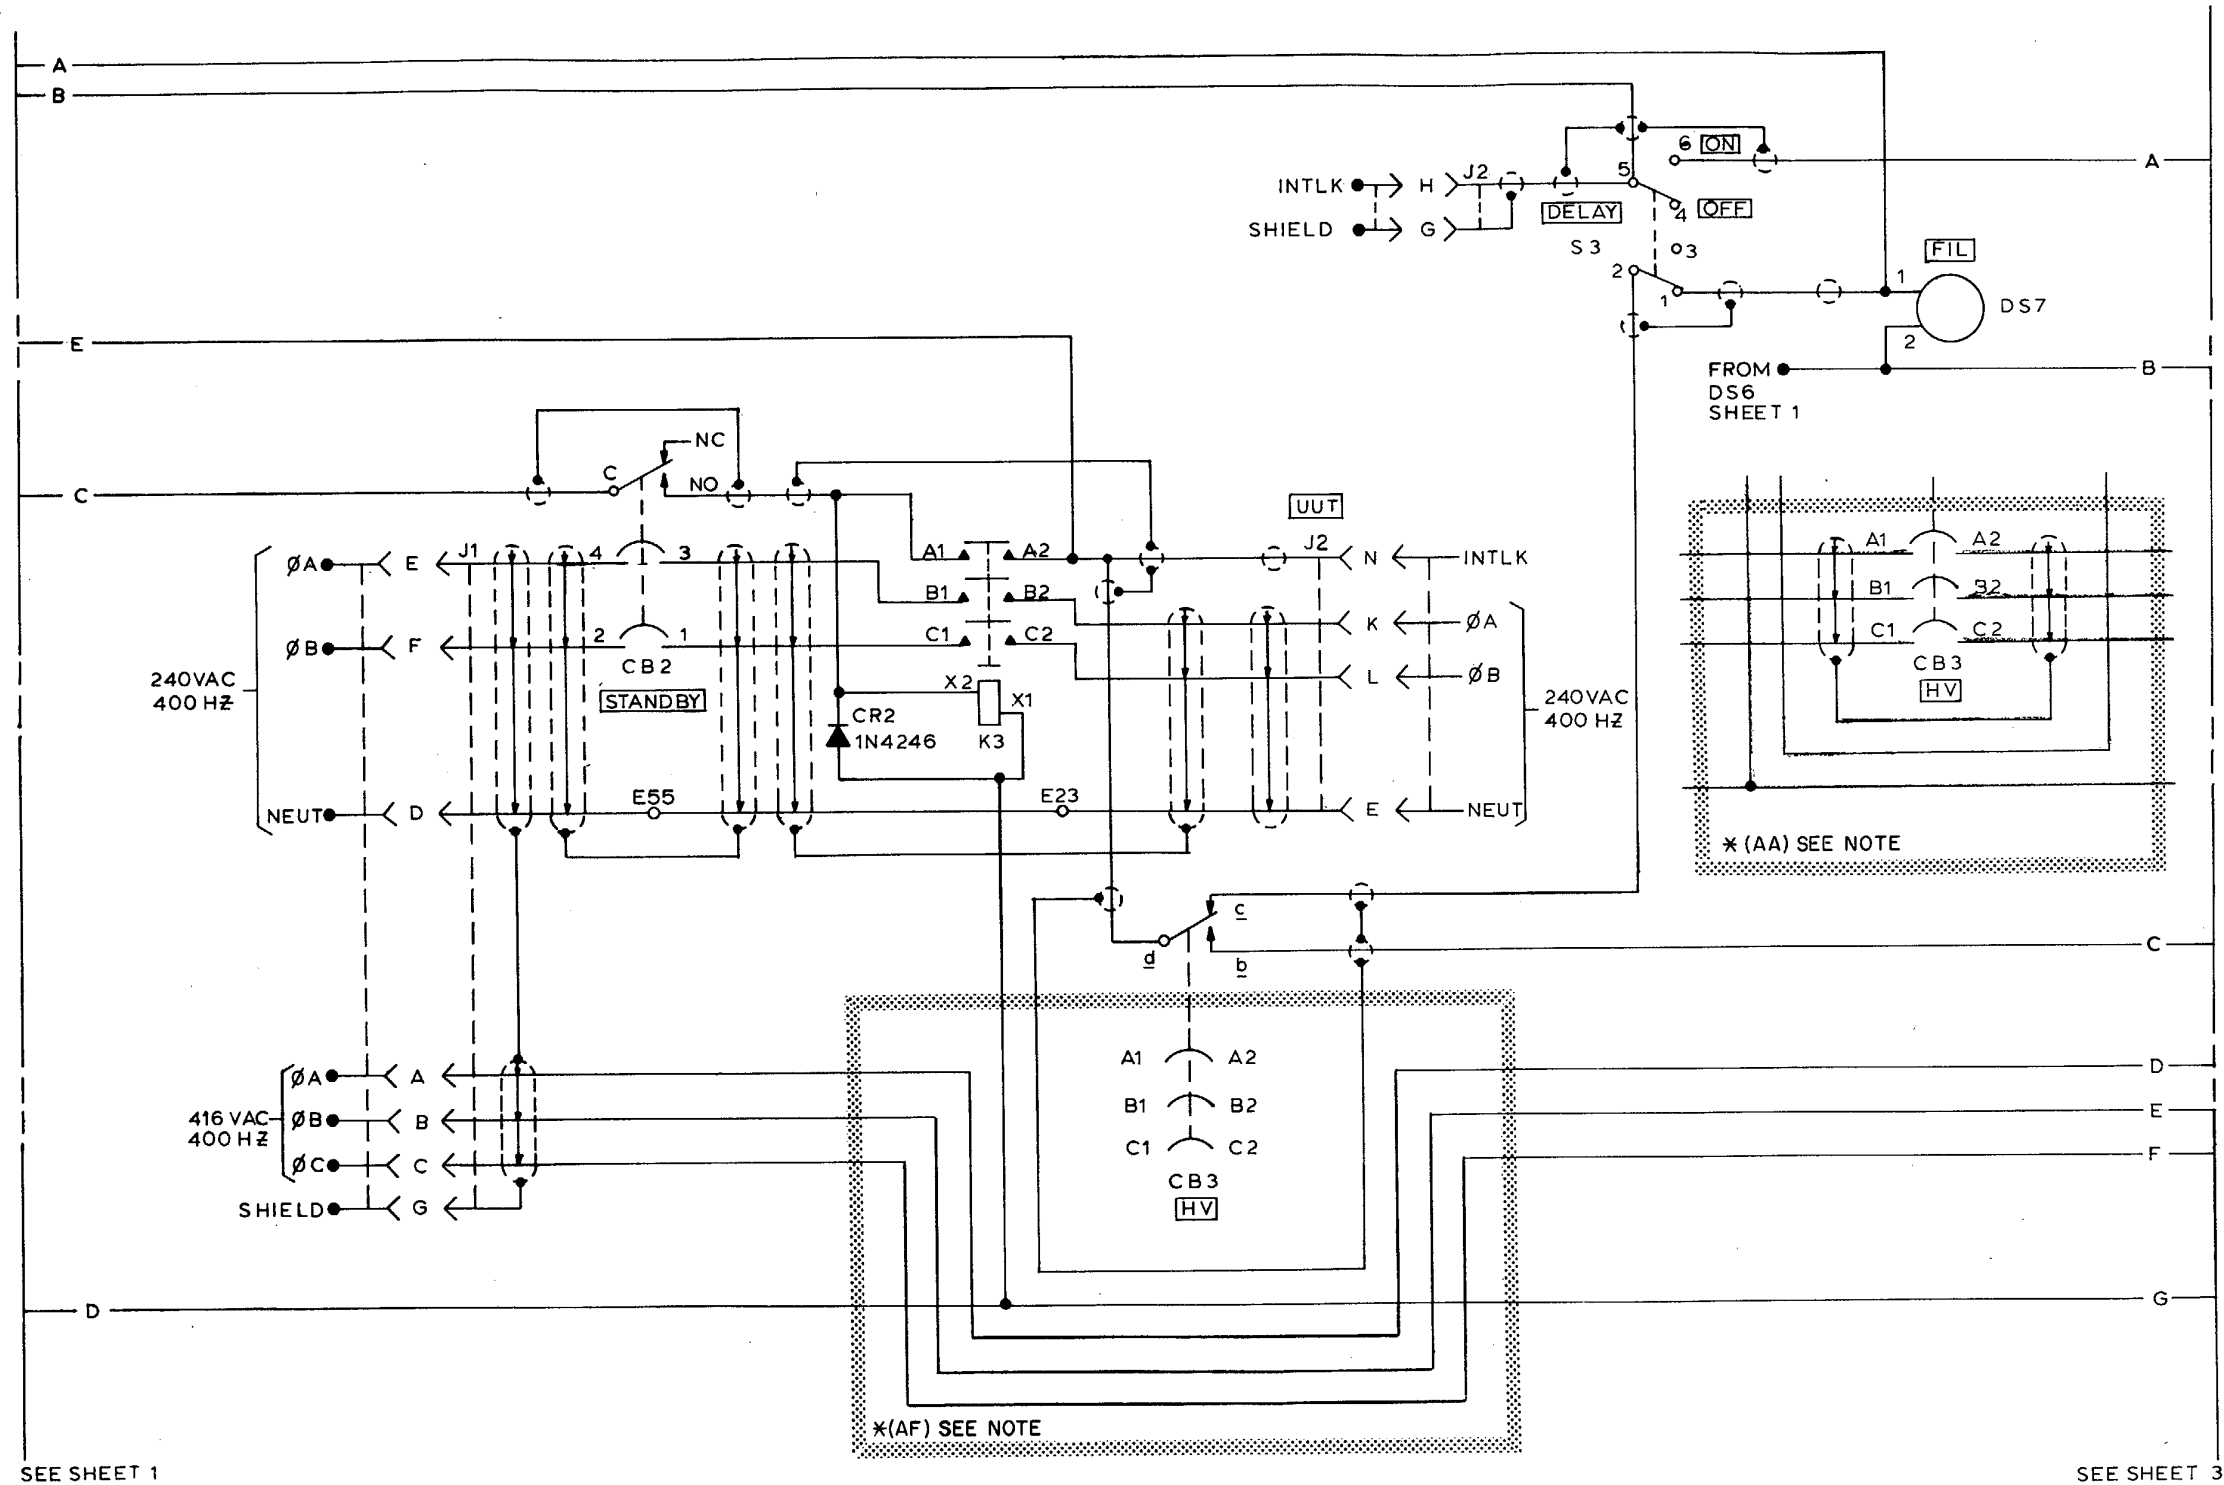 A
B
6 ON
A
5
INTLK H J2
DELAY
4 OFF
SHIELD G
S3
3
FIL
2
1
1
DS7
2
E
FROM
DS6
SHEET 1
B
NC
C
NO
C
UUT
ØA E J1 4 3 A1 A2 J2 N INTLK
B1 B2
K ØA
ØB F 2 1 C1 C2
CB2
L ØB
STANDBY
240VAC
400 HZ
X2
X1
CR2
1N4246
K3
240VAC
400 HZ
E55
E23
NEUT D E NEUT
A1 A2
B1 B2
C1 C2
CB3
HV
*(AA) SEE NOTE
c
d
b
C
A1 A2
B1 B2
C1 C2
CB3
HV
ØA A
D
416 VAC
400 HZ
ØB B
E
ØC C
F
SHIELD G
D
G
*(AF) SEE NOTE
SEE SHEET 1
SEE SHEET 3